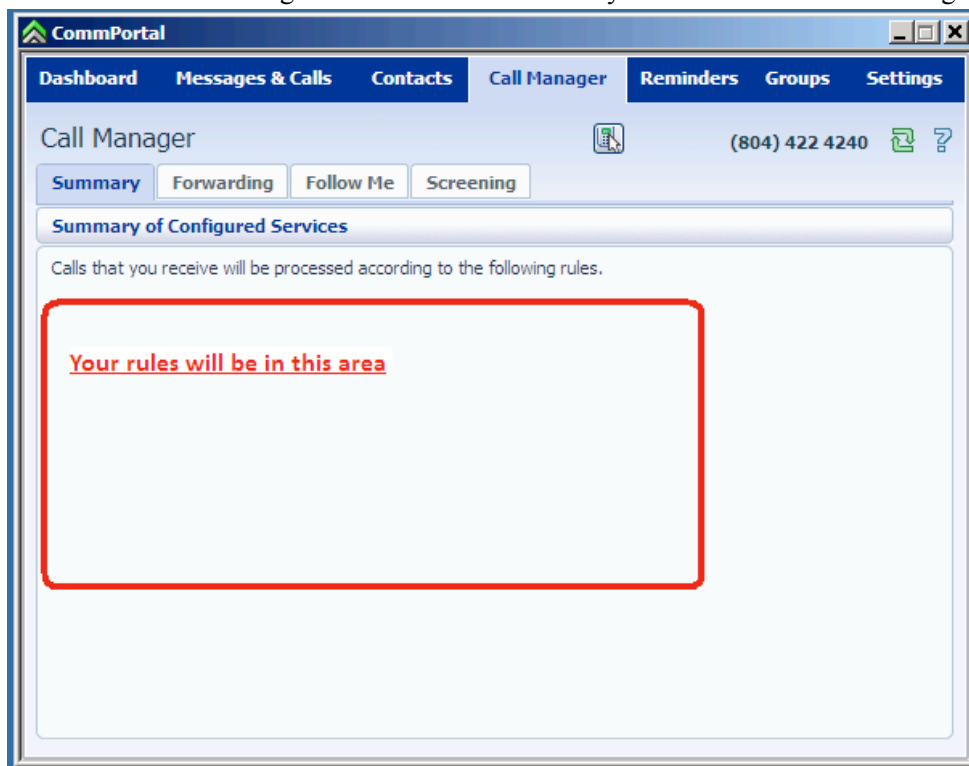 CommPortal
Dashboard Messages & Calls Contacts Call Manager Reminders Groups Settings
Call Manager (804) 422 4240
Summary Forwarding Follow Me Screening
Summary of Configured Services
Calls that you receive will be processed according to the following rules.
Your rules will be in this area